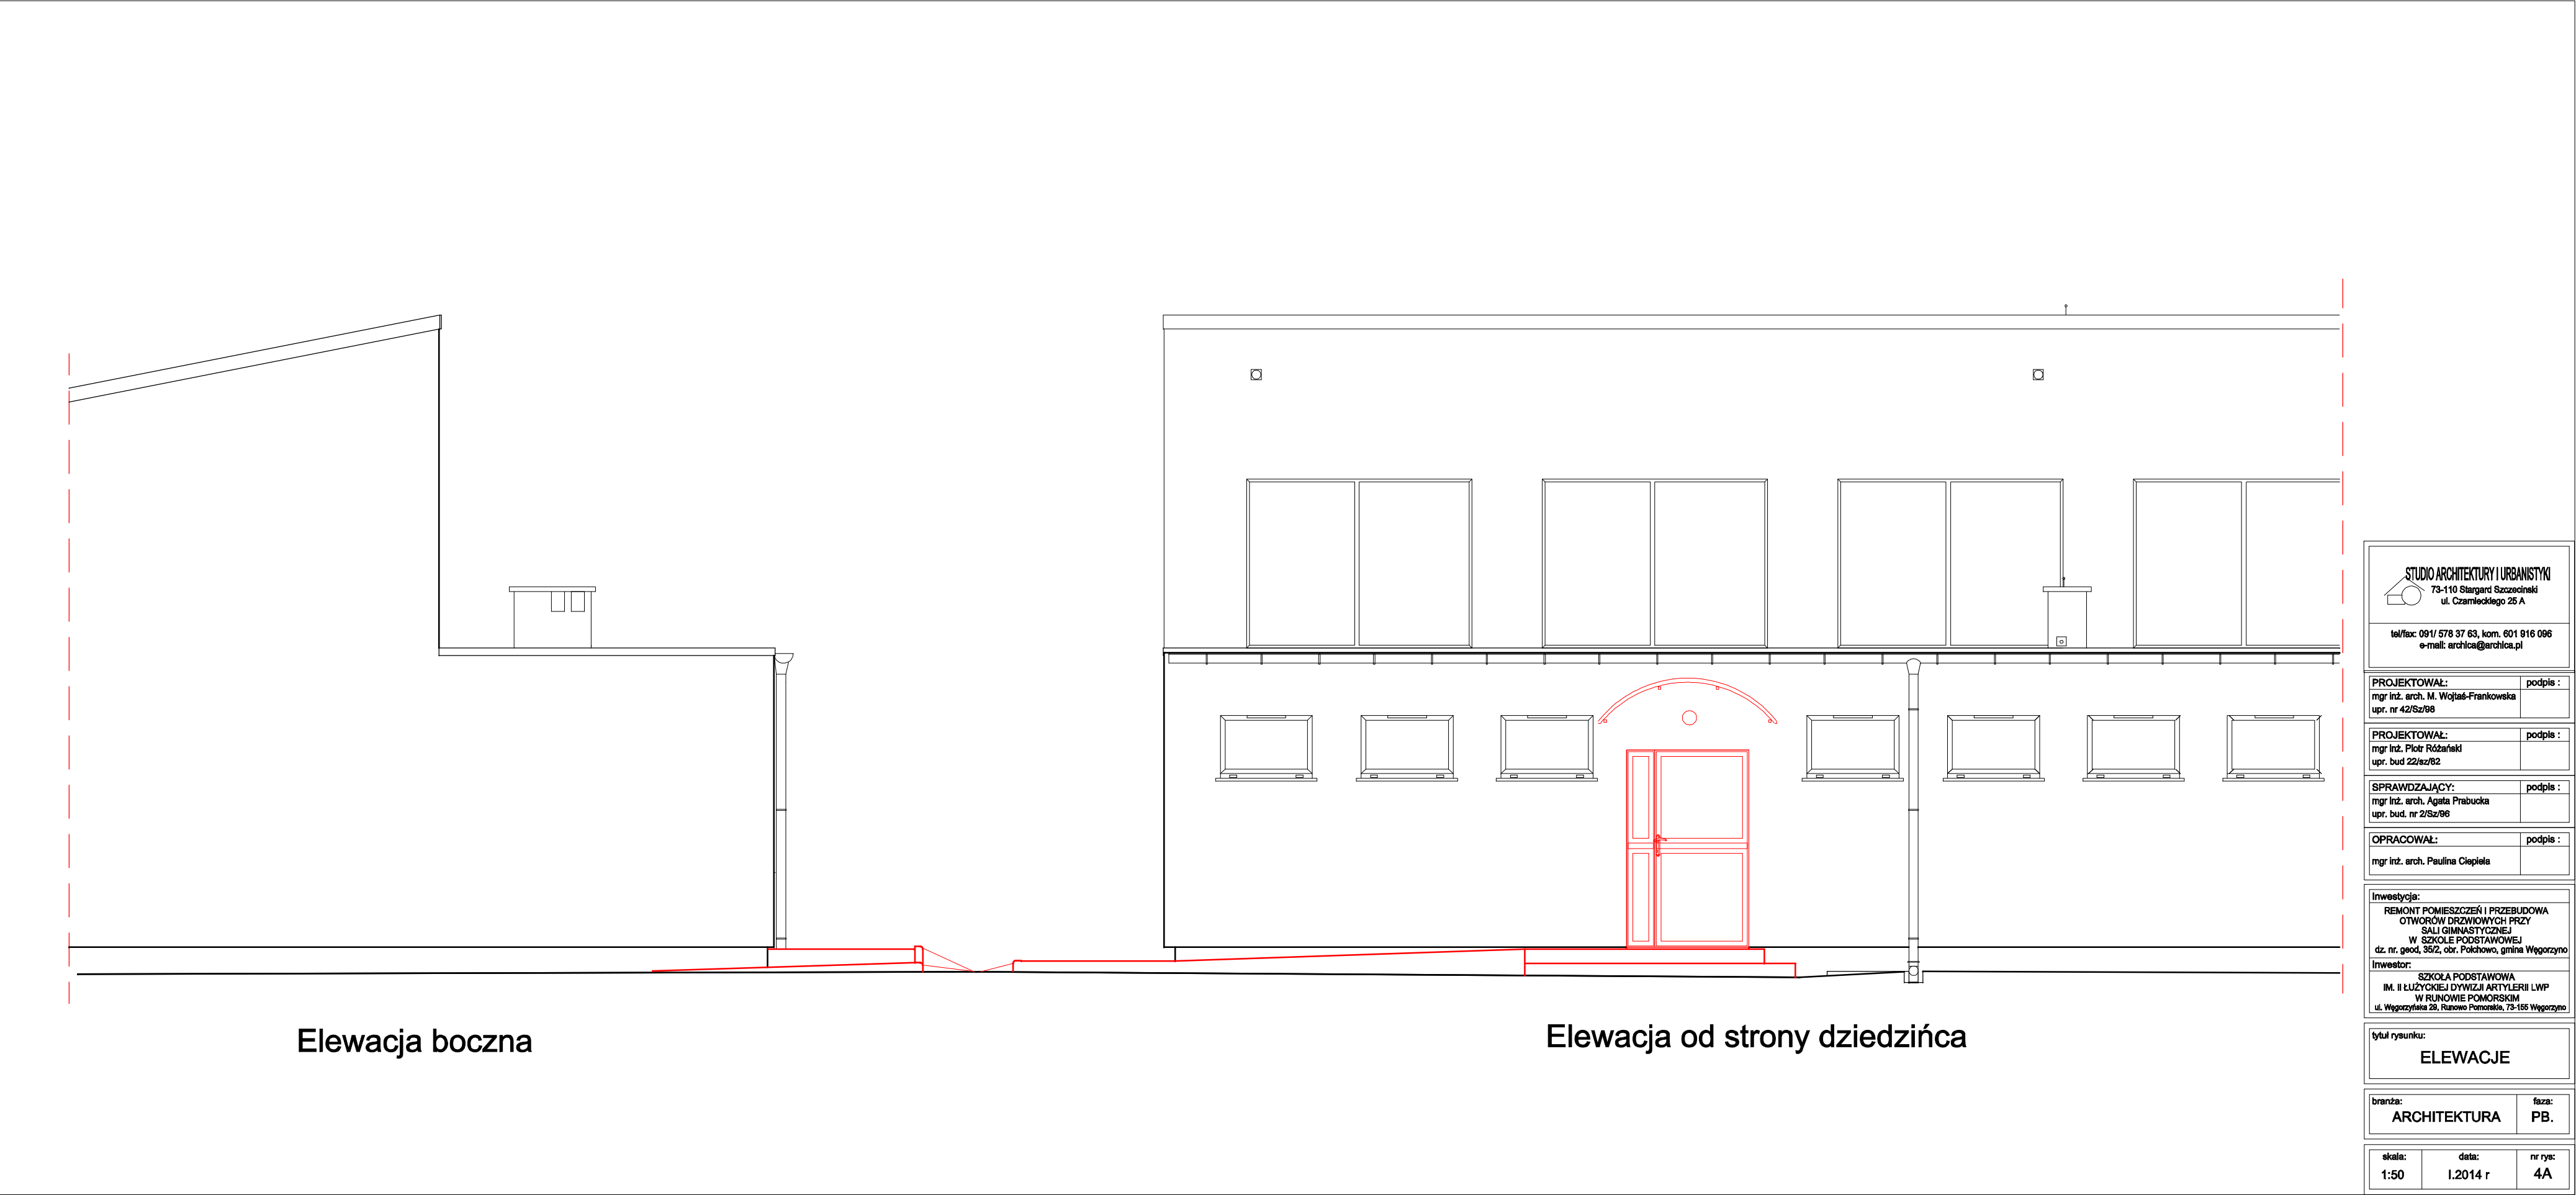 Elewacja boczna
Elewacja od strony dziedzińca
STUDIO ARCHITEKTURY I URBANISTYKI
73-110 Stargard Szczecinski
ul. Czarnieckiego 25 A
tel/fax: 091/ 578 37 63, kom. 601 916 096
e-mail: archica@archica.pl
PROJEKTOWAŁ: podpis :
mgr inż. arch. M. Wojtaś-Frankowska
upr. nr 42/Sz/98
PROJEKTOWAŁ: podpis :
mgr inż. Piotr Różański
upr. bud 22/sz/82
SPRAWDZAJĄCY: podpis :
mgr inż. arch. Agata Prabucka
upr. bud. nr 2/Sz/96
OPRACOWAŁ: podpis :
mgr inż. arch. Paulina Ciepiela
Inwestycja:
REMONT POMIESZCZEŃ I PRZEBUDOWA
OTWORÓW DRZWIOWYCH PRZY
SALI GIMNASTYCZNEJ
W SZKOLE PODSTAWOWEJ
dz. nr. geod, 35/2, obr. Połchowo, gmina Węgorzyno
Inwestor:
SZKOŁA PODSTAWOWA
IM. II ŁUŻYCKIEJ DYWIZJI ARTYLERII LWP
W RUNOWIE POMORSKIM
ul. Węgorzyńska 29, Runowo Pomorskie, 73-155 Węgorzyno
tytuł rysunku:
ELEWACJE
branża: faza:
ARCHITEKTURA PB.
skala: data: nr rys:
1:50 I.2014 r 4A